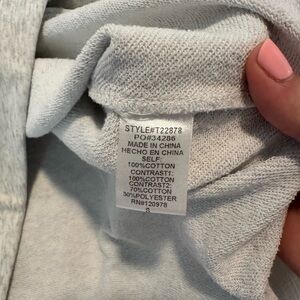 STYLE#T22878
PO#34286
MADE IN CHINA
HECHO EN CHINA
SELF:
100%COTTON
CONTRAST1:
100%COTTON
CONTRAST2:
70%COTTON
30%POLYESTER
RN#120978
S